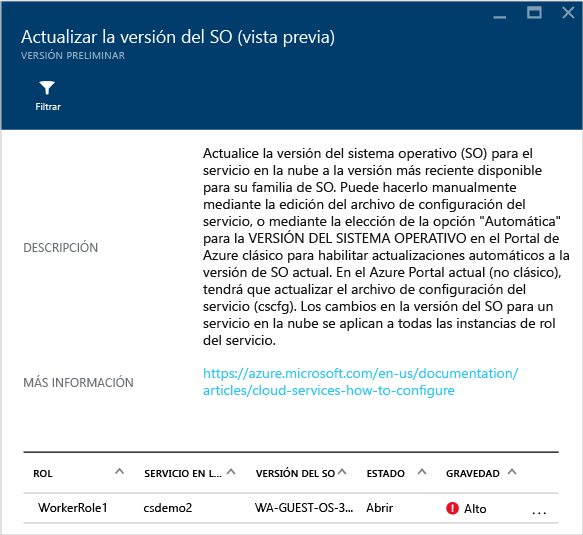 Actualizar la versión del SO (vista previa)
VERSIÓN PRELIMINAR
Filtrar
Actualice la versión del sistema operativo (SO) para el
servicio en la nube a la versión más reciente disponible
para su familia de SO. Puede hacerlo manualmente
mediante la edición del archivo de configuración del
servicio, o mediante la elección de la opción "Automática"
para la VERSIÓN DEL SISTEMA OPERATIVO en el Portal de
Azure clásico para habilitar actualizaciones automáticos a la
versión de SO actual. En el Azure Portal actual (no clásico),
tendrá que actualizar el archivo de configuración del
servicio (cscfg). Los cambios en la versión del SO para un
servicio en la nube se aplican a todas las instancias de rol
del servicio.
DESCRIPCIÓN
MÁS INFORMACIÓN
https://azure.microsoft.com/en-us/documentation/
articles/cloud-services-how-to-configure
ROL SERVICIO EN L... VERSIÓN DEL SO ESTADO GRAVEDAD
WorkerRole1 csdemo2 WA-GUEST-OS-3... Abrir Alto ...